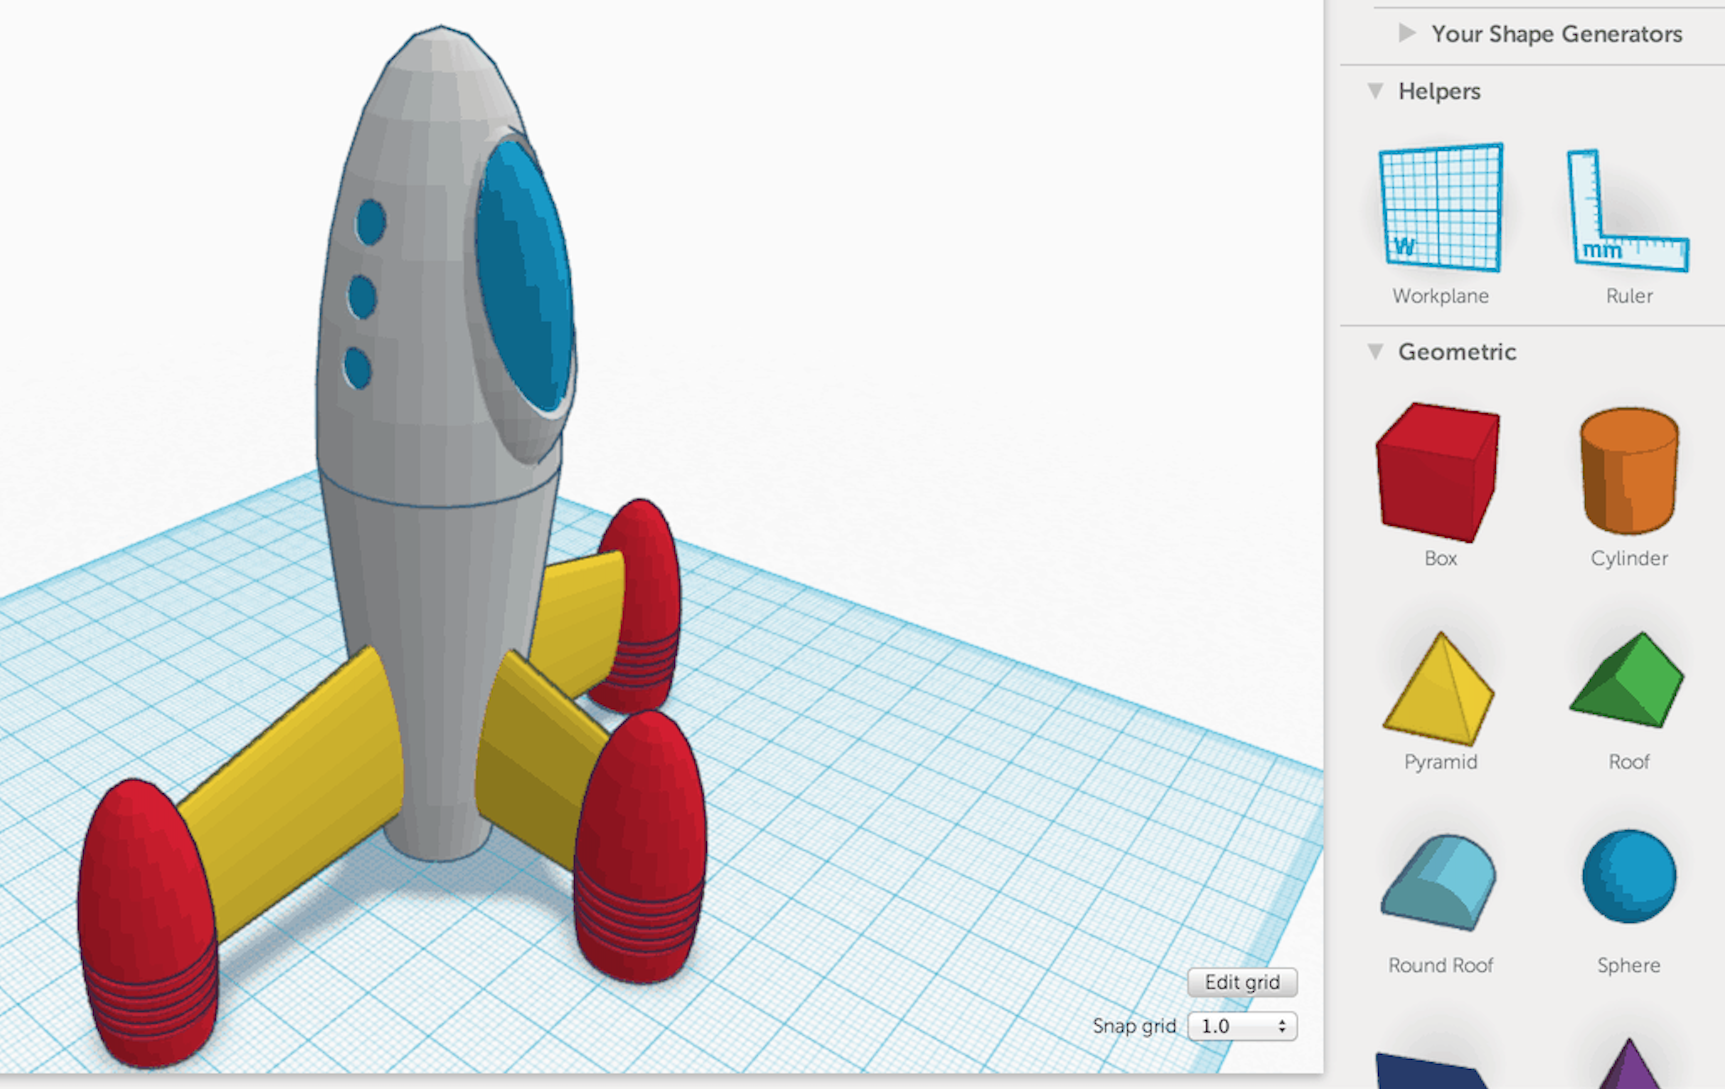 Your Shape Generators
Helpers
W
mm
Workplane
Ruler
Geometric
Box
Cylinder
Pyramid
Roof
Round Roof
Sphere
Edit grid
Snap grid 1.0